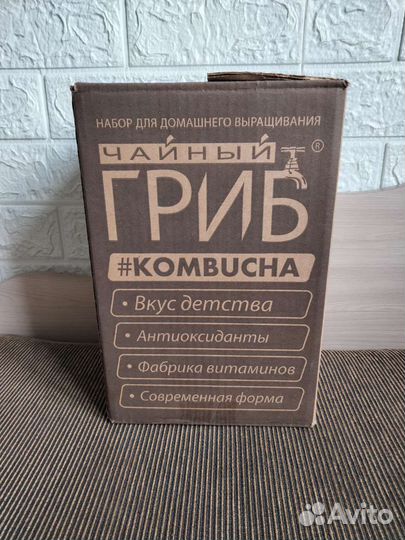 НАБОР ДЛЯ ДОМАШНЕГО ВЫРАЩИВАНИЯ
ЧАЙНЫЙ
ГРИБ ®
#KOMBUCHA
• Вкус детства
• Антиоксиданты
• Фабрика витаминов
• Современная форма
Avito